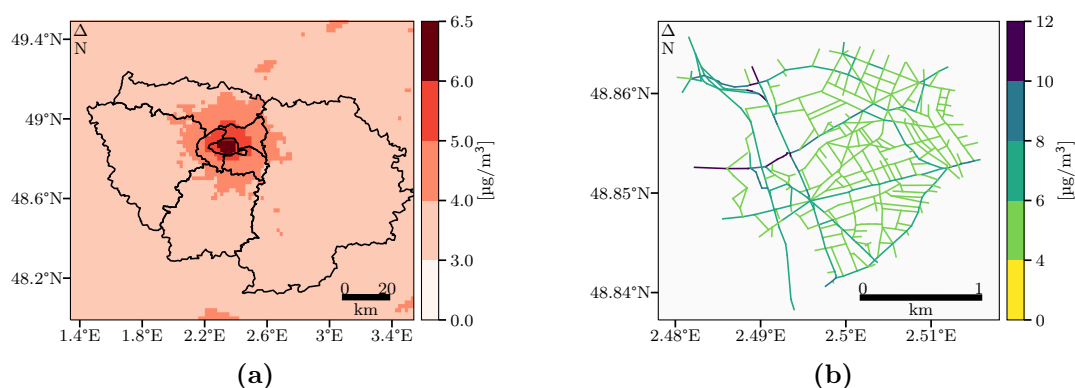 Δ
N
49.4°N
49°N
48.6°N
48.2°N
1.4°E 1.8°E 2.2°E 2.6°E 3°E 3.4°E
0 20
km
6.5
6.0
5.0
4.0
3.0
0.0
[µg/m³]
(a)
Δ
N
48.86°N
48.85°N
48.84°N
2.48°E 2.49°E 2.5°E 2.51°E
0 1
km
12
10
8
6
4
0
[µg/m³]
(b)